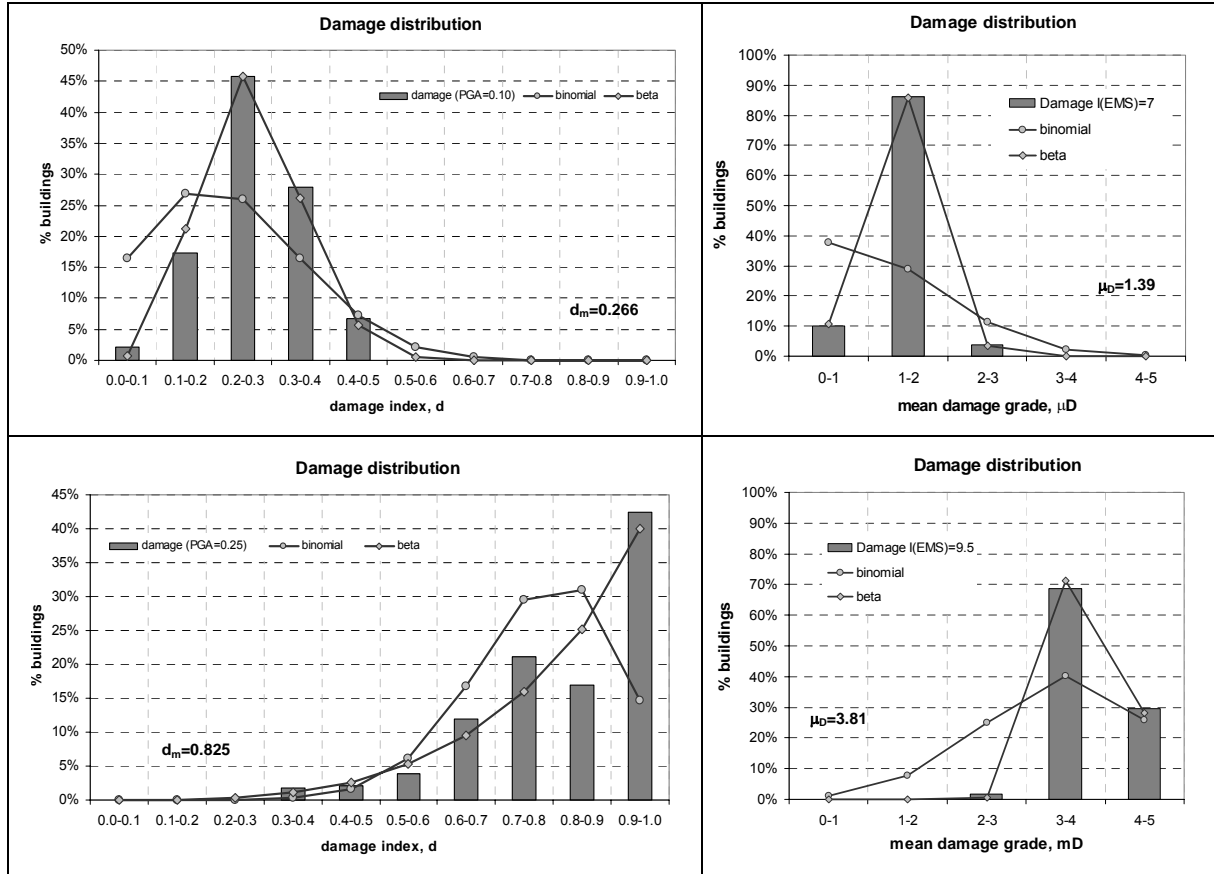 Damage distribution
50%
45%
40%
35%
30%
25%
20%
15%
10%
5%
0%
% buildings
damage (PGA=0.10) binomial beta
dm=0.266
0.0-0.1 0.1-0.2 0.2-0.3 0.3-0.4 0.4-0.5 0.5-0.6 0.6-0.7 0.7-0.8 0.8-0.9 0.9-1.0
damage index, d
Damage distribution
100%
90%
80%
70%
60%
50%
40%
30%
20%
10%
0%
% buildings
Damage I(EMS)=7
binomial
beta
μD=1.39
0-1 1-2 2-3 3-4 4-5
mean damage grade, μD
Damage distribution
45%
40%
35%
30%
25%
20%
15%
10%
5%
0%
% buildings
damage (PGA=0.25) binomial beta
dm=0.825
0.0-0.1 0.1-0.2 0.2-0.3 0.3-0.4 0.4-0.5 0.5-0.6 0.6-0.7 0.7-0.8 0.8-0.9 0.9-1.0
damage index, d
Damage distribution
100%
90%
80%
70%
60%
50%
40%
30%
20%
10%
0%
% buildings
Damage I(EMS)=9.5
binomial
beta
μD=3.81
0-1 1-2 2-3 3-4 4-5
mean damage grade, mD